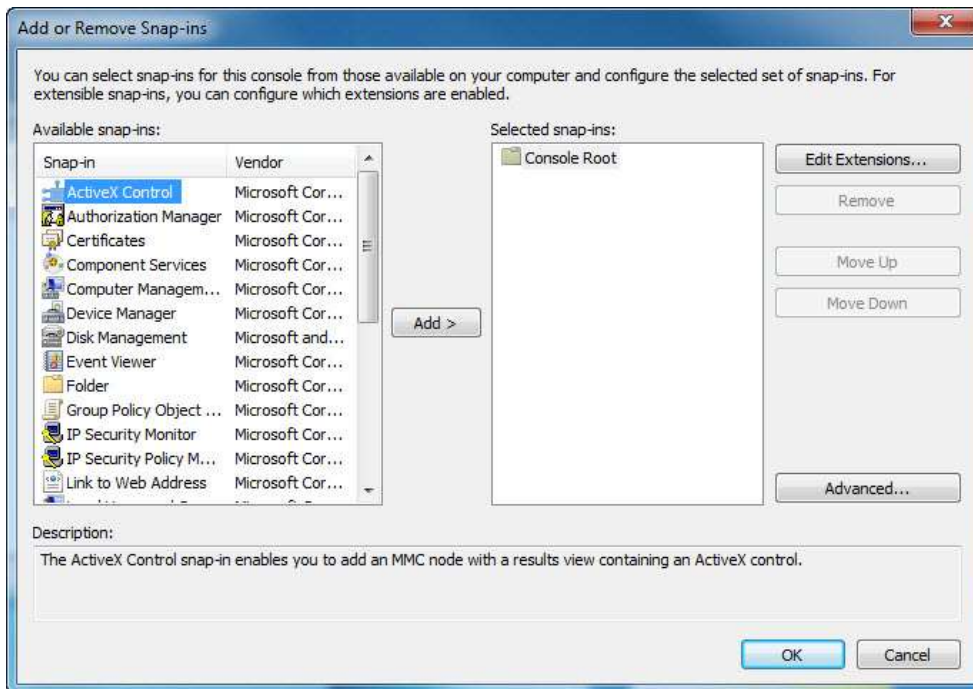 Add or Remove Snap-ins
You can select snap-ins for this console from those available on your computer and configure the selected set of snap-ins. For
extensible snap-ins, you can configure which extensions are enabled.
Available snap-ins:
Snap-in Vendor
ActiveX Control Microsoft Cor...
Authorization Manager Microsoft Cor...
Certificates Microsoft Cor...
Component Services Microsoft Cor...
Computer Managem... Microsoft Cor...
Device Manager Microsoft Cor...
Disk Management Microsoft and...
Event Viewer Microsoft Cor...
Folder Microsoft Cor...
Group Policy Object ... Microsoft Cor...
IP Security Monitor Microsoft Cor...
IP Security Policy M... Microsoft Cor...
Link to Web Address Microsoft Cor...
Add >
Selected snap-ins:
Console Root
Edit Extensions...
Remove
Move Up
Move Down
Advanced...
Description:
The ActiveX Control snap-in enables you to add an MMC node with a results view containing an ActiveX control.
OK
Cancel